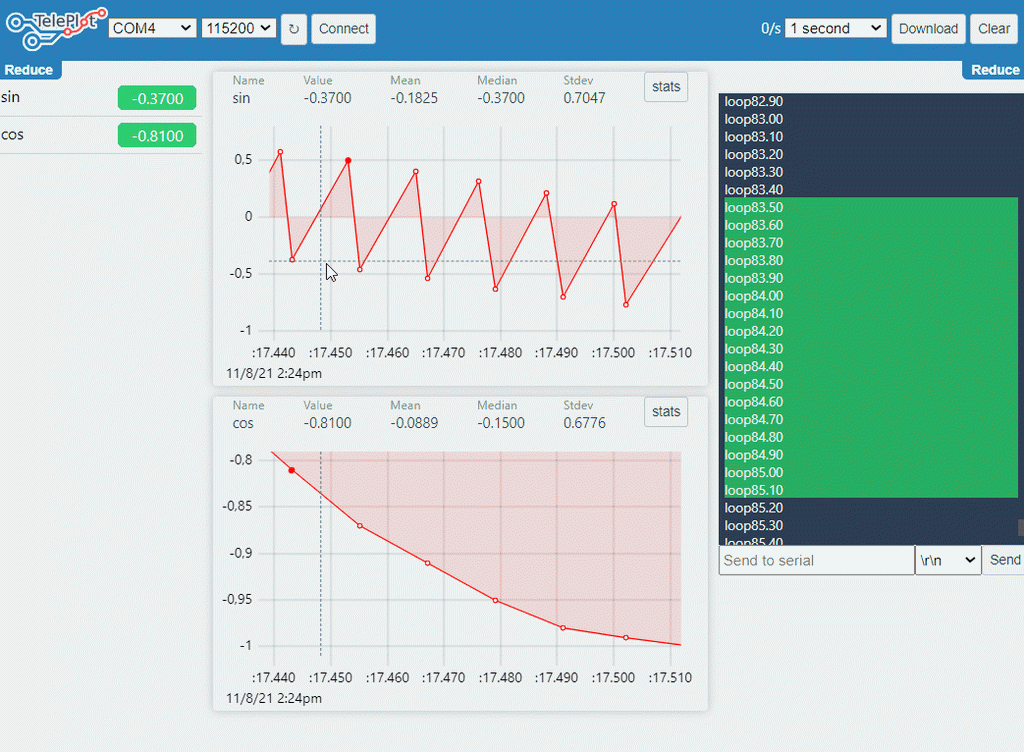 TelePlot COM4 115200 ↻ Connect 0/s 1 second Download Clear
Reduce
Reduce
sin -0.3700
cos -0.8100
Name Value Mean Median Stdev stats
sin -0.3700 -0.1825 -0.3700 0.7047
0,5
0
-0,5
-1
:17.440 :17.450 :17.460 :17.470 :17.480 :17.490 :17.500 :17.510
11/8/21 2:24pm
Name Value Mean Median Stdev stats
cos -0.8100 -0.0889 -0.1500 0.6776
-0,8
-0,85
-0,9
-0,95
-1
:17.440 :17.450 :17.460 :17.470 :17.480 :17.490 :17.500 :17.510
11/8/21 2:24pm
loop82.90
loop83.00
loop83.10
loop83.20
loop83.30
loop83.40
loop83.50
loop83.60
loop83.70
loop83.80
loop83.90
loop84.00
loop84.10
loop84.20
loop84.30
loop84.40
loop84.50
loop84.60
loop84.70
loop84.80
loop84.90
loop85.00
loop85.10
loop85.20
loop85.30
loop85.40
Send to serial \r\n Send